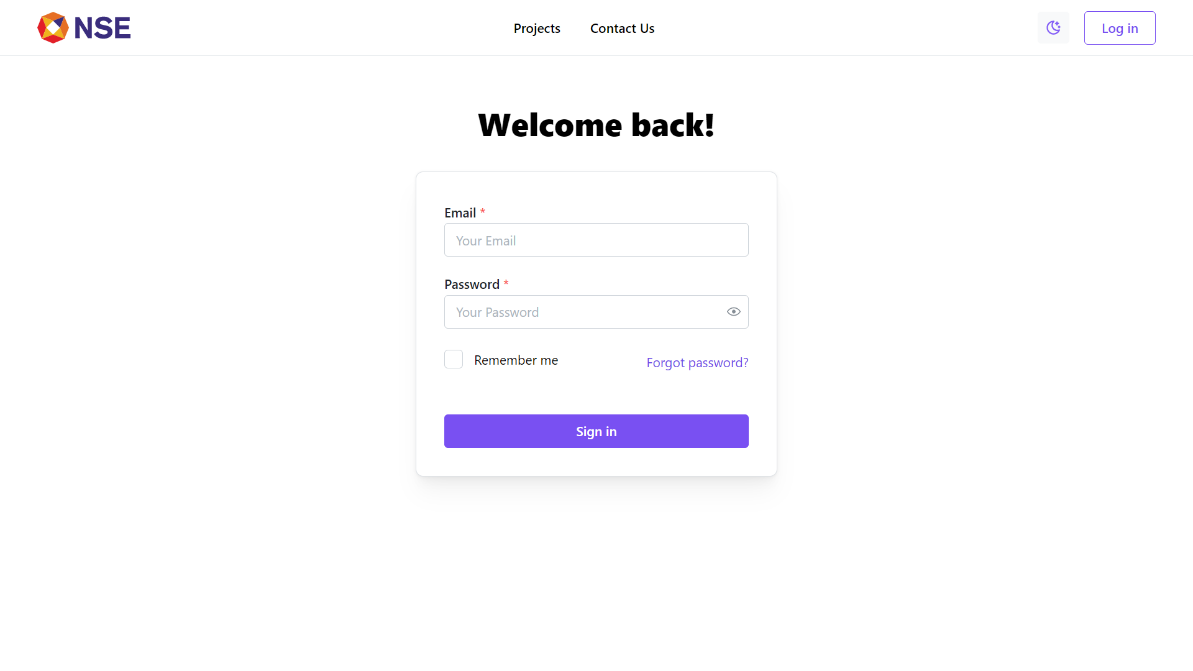 NSE
Projects
Contact Us
Log in
Welcome back!
Email *
Your Email
Password *
Your Password
Remember me
Forgot password?
Sign in